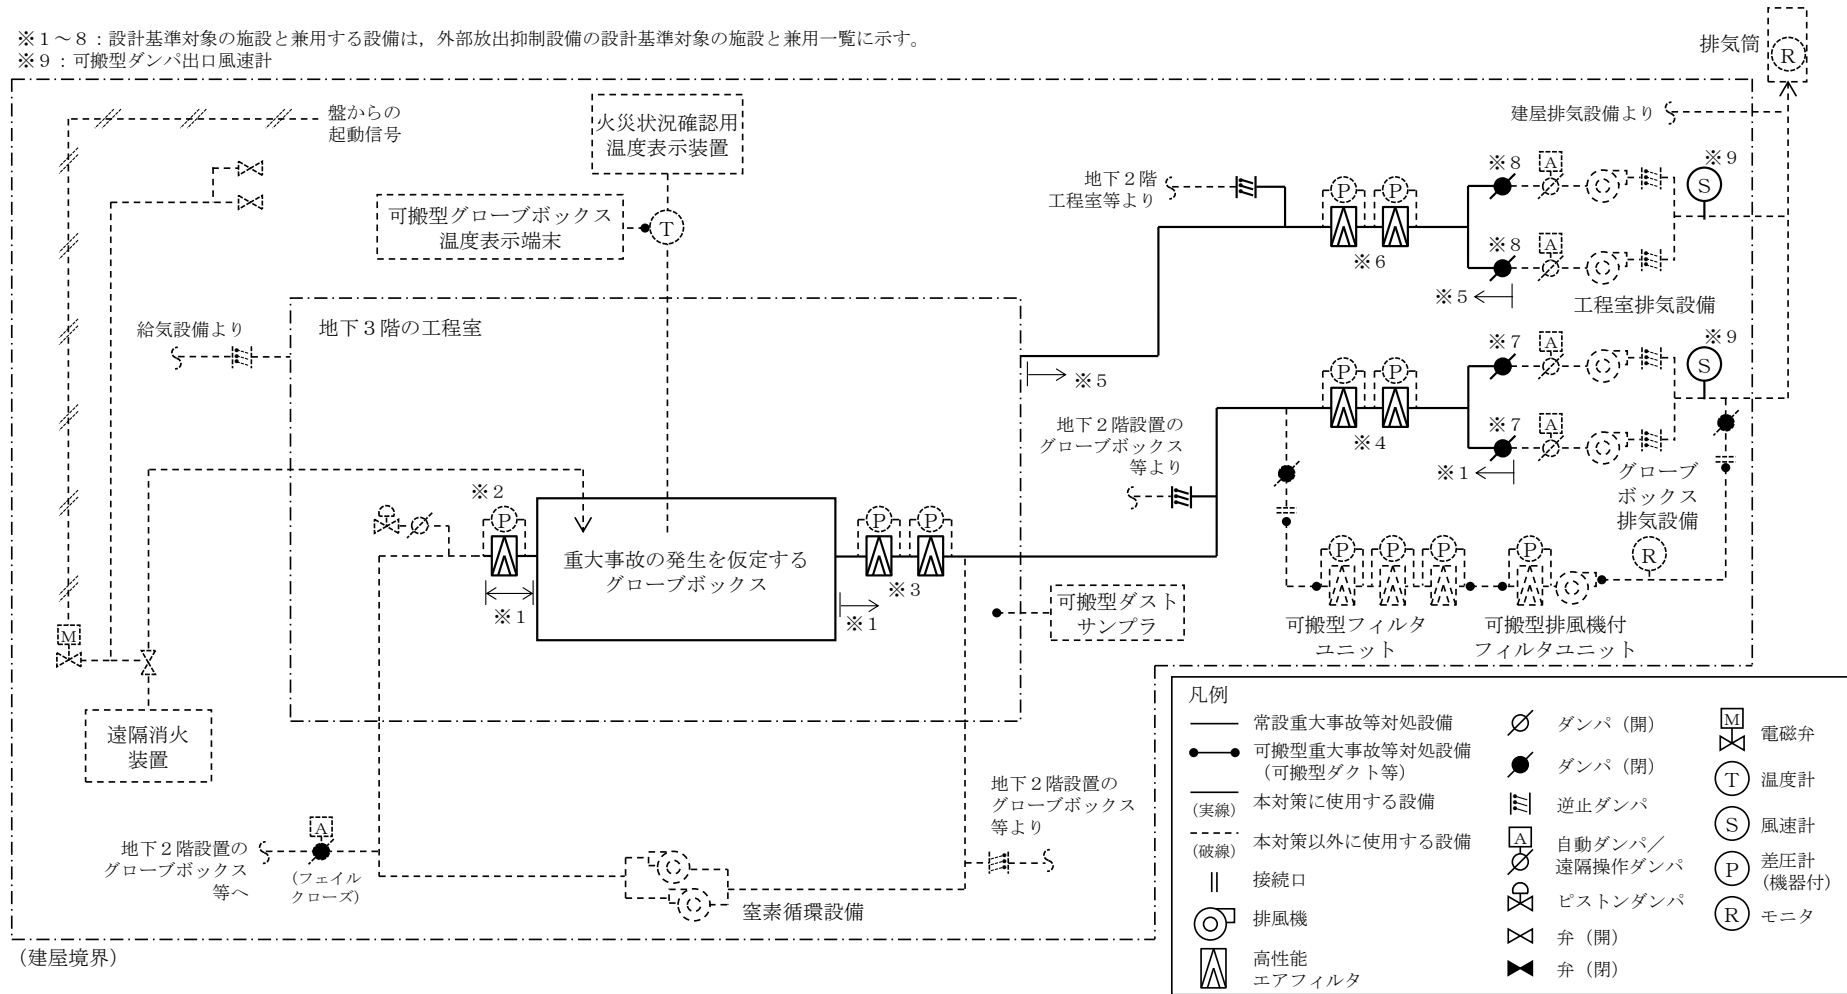 ※１～８：設計基準対象の施設と兼用する設備は，外部放出抑制設備の設計基準対象の施設と兼用一覧に示す。
※９：可搬型ダンパ出口風速計
排気筒
R
盤からの
起動信号
火災状況確認用
温度表示装置
建屋排気設備より
可搬型グローブボックス
温度表示端末
T
地下２階
工程室等より
P
P
※６
※８
A
※９
S
※８
A
※５
工程室排気設備
給気設備より
地下３階の工程室
※５
※７
A
※９
S
P
P
※４
※７
A
※１
地下２階設置の
グローブボックス
等より
グローブ
ボックス
排気設備
※２
P
重大事故の発生を仮定する
グローブボックス
P
P
※３
※１
※１
P
P
P
P
R
可搬型ダスト
サンプラ
可搬型フィルタ
ユニット
可搬型排風機付
フィルタユニット
M
遠隔消火
装置
地下２階設置の
グローブボックス
等より
地下２階設置の
グローブボックス
等へ
A
（フェイル
クローズ）
窒素循環設備
（建屋境界）
凡例
常設重大事故等対処設備
可搬型重大事故等対処設備
（可搬型ダクト等）
（実線）
本対策に使用する設備
（破線）
本対策以外に使用する設備
接続口
排風機
高性能
エアフィルタ
ダンパ（開）
ダンパ（閉）
逆止ダンパ
A
自動ダンパ／
遠隔操作ダンパ
ピストンダンパ
弁（開）
弁（閉）
M
電磁弁
T
温度計
S
風速計
P
差圧計
（機器付）
R
モニタ